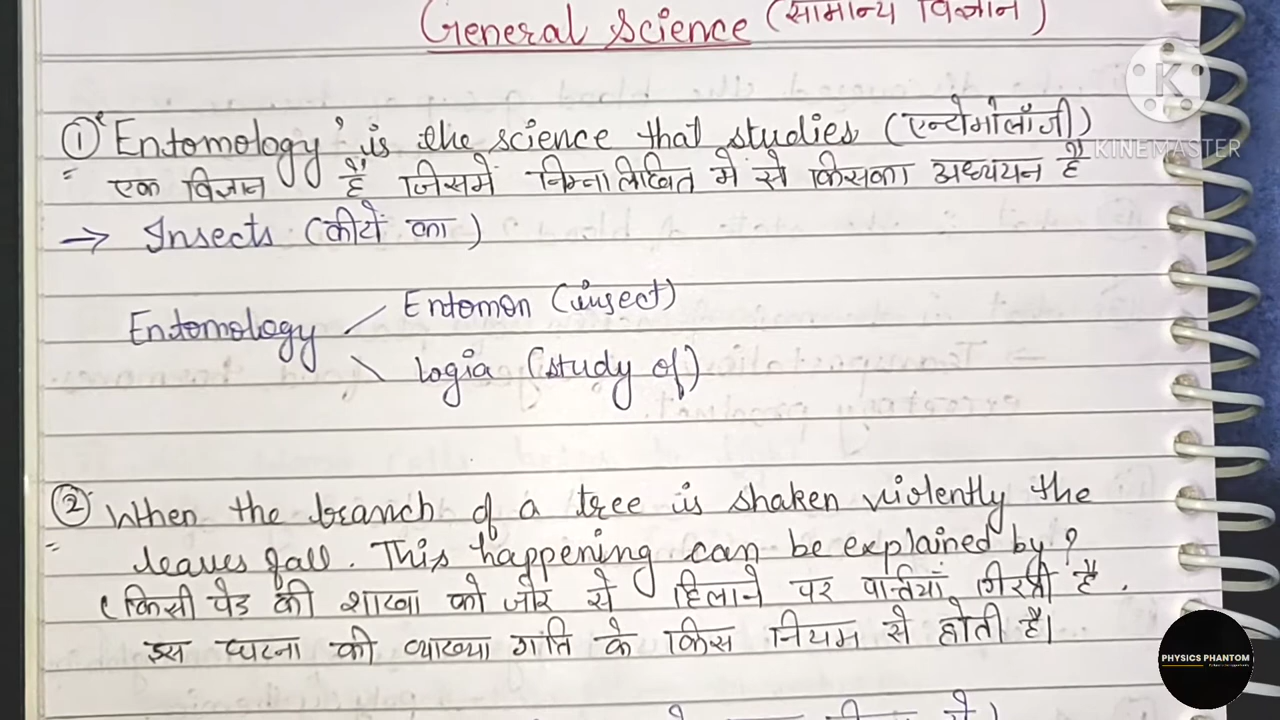 General Science (सामान्य विज्ञान)
① 'Entomology' is the science that studies (एन्टोमोलॉजी)
एक विज्ञान है जिसमें निम्नलिखित में से किसका अध्ययन है
→ Insects (कीटो का)
Entomology Entomon (insect)
logia (study of)
② When the branch of a tree is shaken violently the
leaves fall. This happening can be explained by?
(किसी पेड़ की शाखा को जोर से हिलाने पर पत्तियां गिरती है.
इस घटना की व्याख्या गति के किस नियम से होती है।
KINEMASTER
PHYSICS PHANTOM